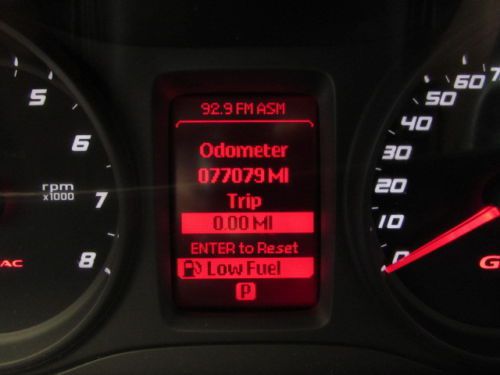 92.9 FM ASM
Odometer
077079 MI
Trip
0.00 MI
ENTER to Reset
Low Fuel
P
5
6
7
8
rpm
x1000
AC
60
50
40
30
20
10
0
G